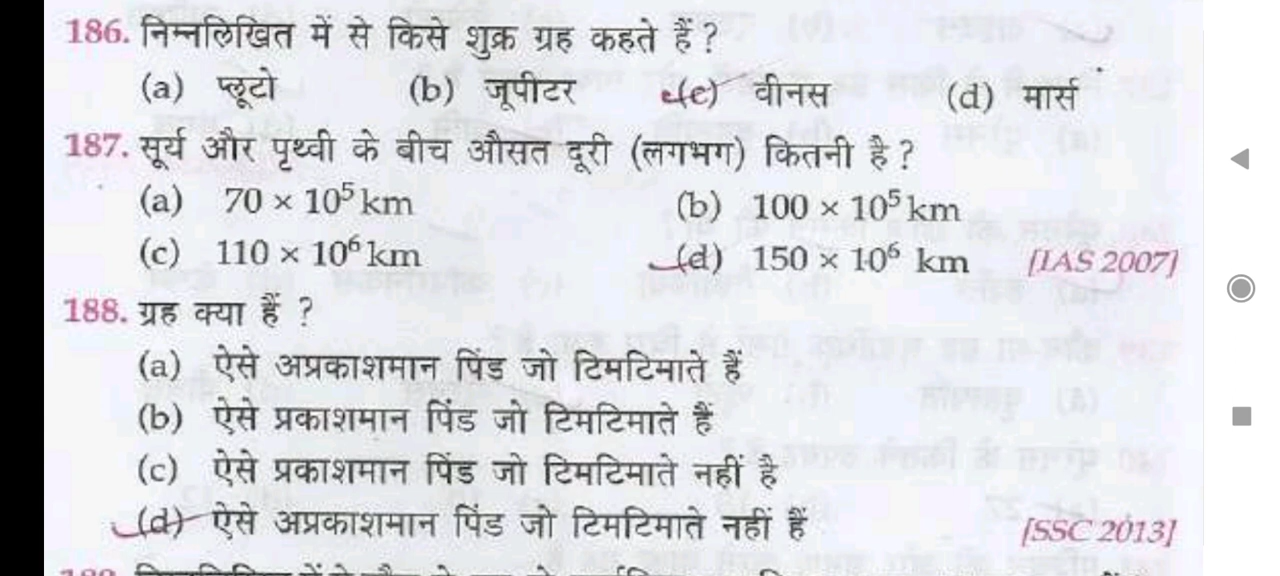 186. निम्नलिखित में से किसे शुक्र ग्रह कहते हैं ?
(a) प्लूटो (b) जूपीटर (c) वीनस (d) मार्स
187. सूर्य और पृथ्वी के बीच औसत दूरी (लगभग) कितनी है ?
(a) 70 × 10⁵ km (b) 100 × 10⁵ km
(c) 110 × 10⁶ km (d) 150 × 10⁶ km [IAS 2007]
188. ग्रह क्या हैं ?
(a) ऐसे अप्रकाशमान पिंड जो टिमटिमाते हैं
(b) ऐसे प्रकाशमान पिंड जो टिमटिमाते हैं
(c) ऐसे प्रकाशमान पिंड जो टिमटिमाते नहीं है
(d) ऐसे अप्रकाशमान पिंड जो टिमटिमाते नहीं हैं [SSC 2013]